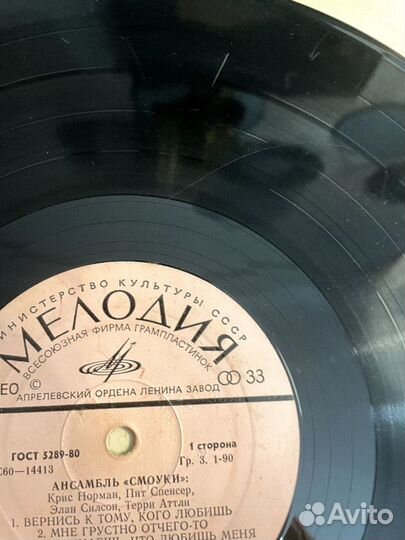 МИНИСТЕРСТВО КУЛЬТУРЫ СССР
МЕЛОДИЯ
ВСЕСОЮЗНАЯ ФИРМА ГРАМПЛАСТИНОК
ЕО © 33
АПРЕЛЕВСКИЙ ОРДЕНА ЛЕНИНА ЗАВОД
ГОСТ 5289-80
1 сторона
С60—14413
Гр. 3. 1-90
АНСАМБЛЬ «СМОУКИ»:
Крис Норман, Пит Спенсер,
Элан Силсон, Терри Аттли
1. ВЕРНИСЬ К ТОМУ, КОГО ЛЮБИШЬ
2. МНЕ ГРУСТНО ОТЧЕГО-ТО
ЧТО ЛЮБИШЬ МЕНЯ
Avito